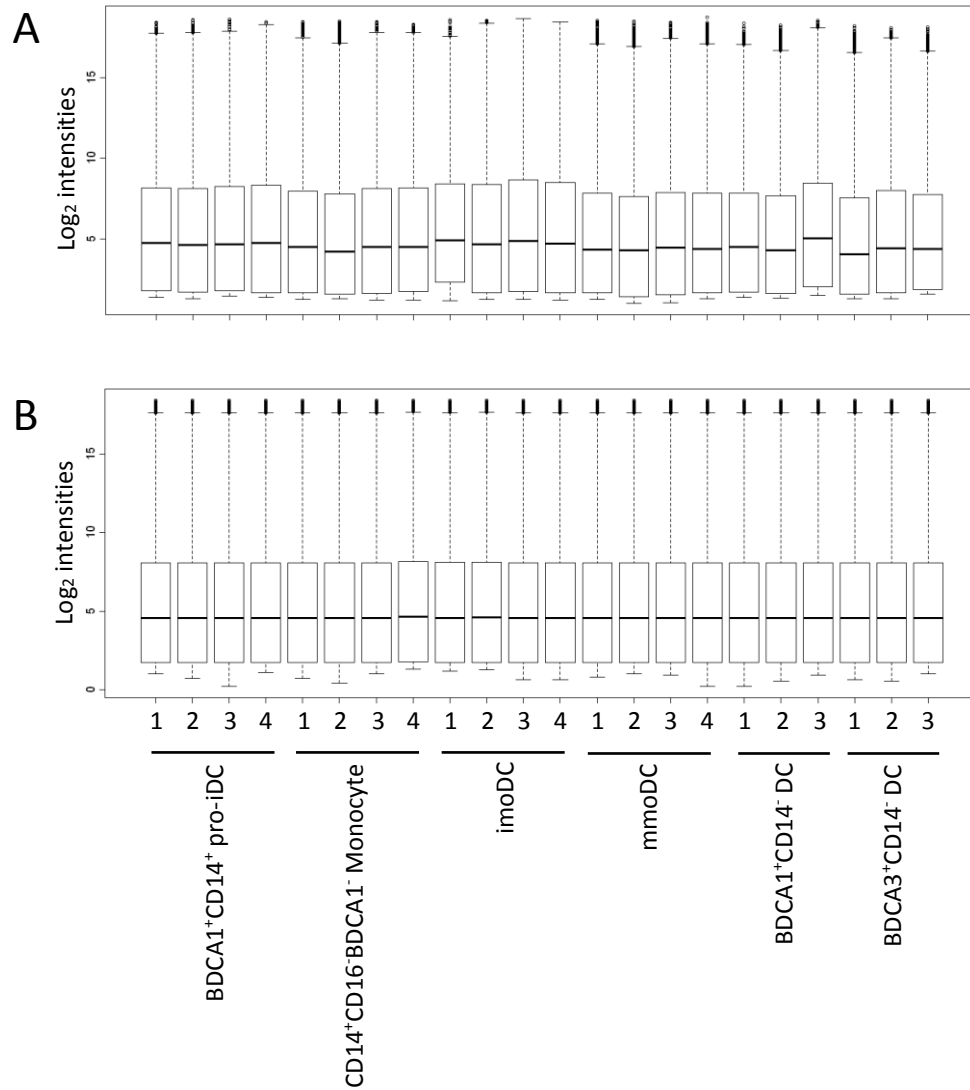 A
Log₂ intensities
15
10
5
B
Log₂ intensities
15
10
5
0
1 2 3 4 1 2 3 4 1 2 3 4 1 2 3 4 1 2 3 1 2 3
BDCA1⁺CD14⁺ pro-iDC
CD14⁺CD16⁻BDCA1⁻ Monocyte
imoDC
mmoDC
BDCA1⁺CD14⁻ DC
BDCA3⁺CD14⁻ DC